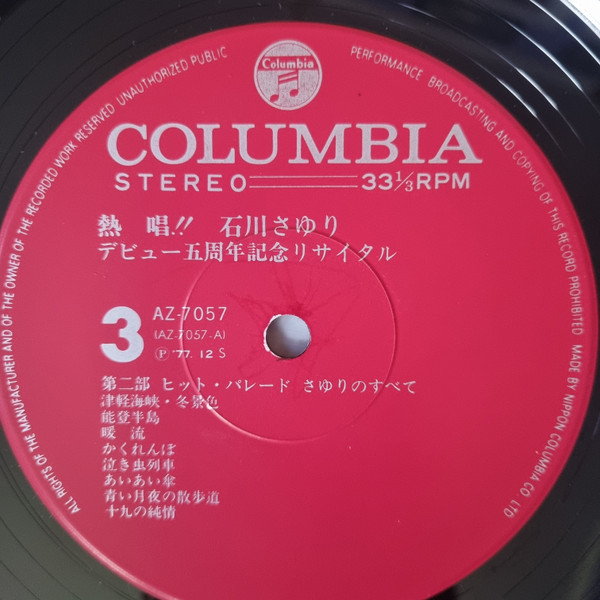 ALL RIGHTS OF THE MANUFACTURER AND OF THE OWNER OF THE RECORDED WORK RESERVED UNAUTHORIZED PUBLIC PERFORMANCE BROADCASTING AND COPYING OF THIS RECORD PROHIBITED MADE BY NIPPON COLUMBIA CO. LTD
Columbia
COLUMBIA
STEREO 33⅓RPM
熱唱!! 石川さゆり
デビュー五周年記念リサイタル
3
AZ-7057
(AZ-7057-A)
Ⓟ '77. 12 S
第二部 ヒット・パレード さゆりのすべて
津軽海峡・冬景色
能登半島
暖流
かくれんぼ
泣き虫列車
あいあい傘
青い月夜の散歩道
十九の純情